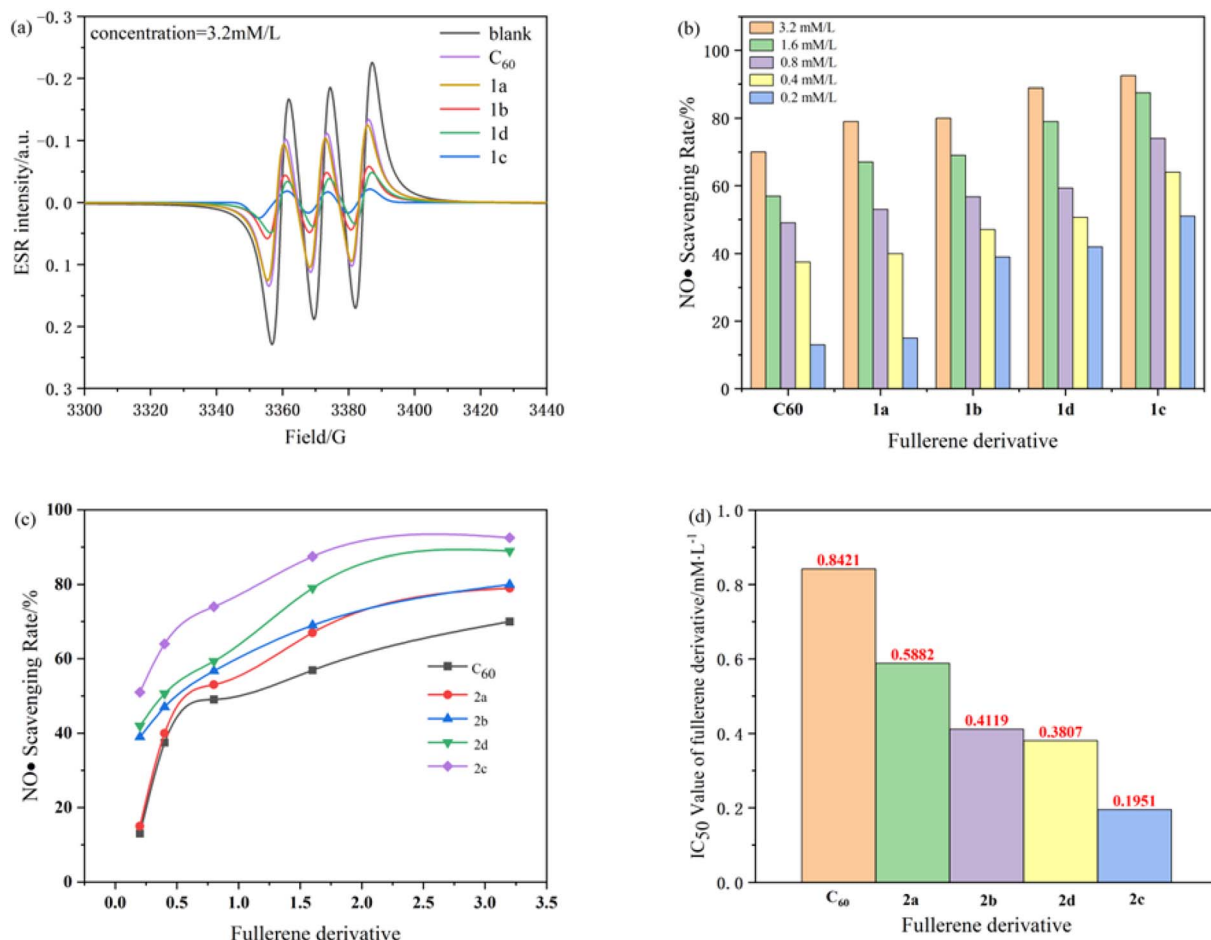 (a)
concentration=3.2mM/L
blank
C60
1a
1b
1d
1c
ESR intensity/a.u.
−0.3
−0.2
−0.1
0.0
0.1
0.2
0.3
3300 3320 3340 3360 3380 3400 3420 3440
Field/G
(b)
3.2 mM/L
1.6 mM/L
0.8 mM/L
0.4 mM/L
0.2 mM/L
NO● Scavenging Rate/%
100
80
60
40
20
0
C60 1a 1b 1d 1c
Fullerene derivative
(c)
NO● Scavenging Rate/%
100
80
60
40
20
0
C60
2a
2b
2d
2c
0.0 0.5 1.0 1.5 2.0 2.5 3.0 3.5
Fullerene derivative
(d)
IC50 Value of fullerene derivative/mM·L-1
1.0
0.8
0.6
0.4
0.2
0.0
0.8421
0.5882
0.4119
0.3807
0.1951
C60 2a 2b 2d 2c
Fullerene derivative